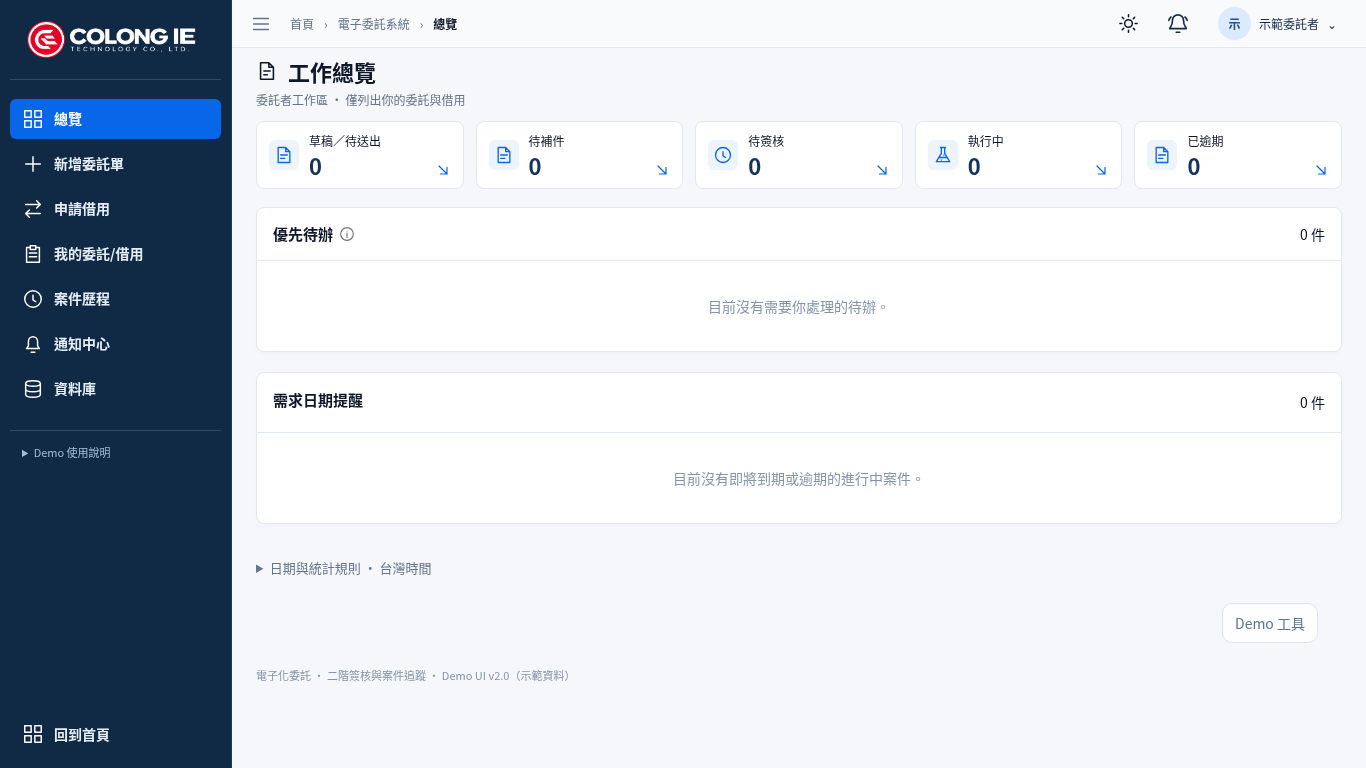 COLONG IE
TECHNOLOGY CO., LTD.
總覽
新增委託單
申請借用
我的委託/借用
案件歷程
通知中心
資料庫
Demo 使用說明
回到首頁
首頁 › 電子委託系統 › 總覽
示 示範委託者
工作總覽
委託者工作區 • 僅列出你的委託與借用
草稿／待送出
0
待補件
0
待簽核
0
執行中
0
已逾期
0
優先待辦
0 件
目前沒有需要你處理的待辦。
需求日期提醒
0 件
目前沒有即將到期或逾期的進行中案件。
日期與統計規則 • 台灣時間
Demo 工具
電子化委託 • 二階簽核與案件追蹤 • Demo UI v2.0（示範資料）